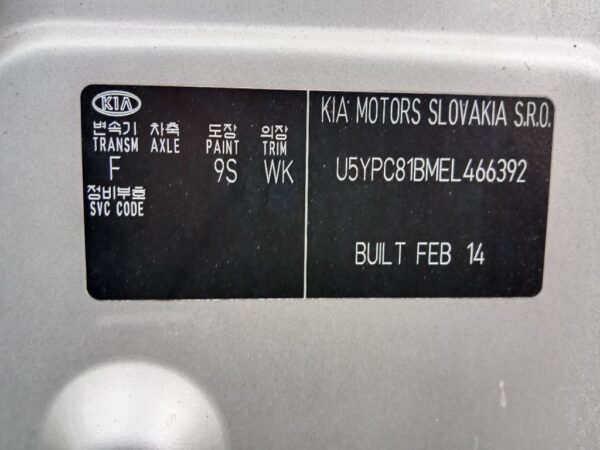 KIA
변속기 차축 도장 의장
TRANSM AXLE PAINT TRIM
F 9S WK
정비부호
SVC CODE
KIA MOTORS SLOVAKIA S.R.O.
U5YPC81BMEL466392
BUILT FEB 14